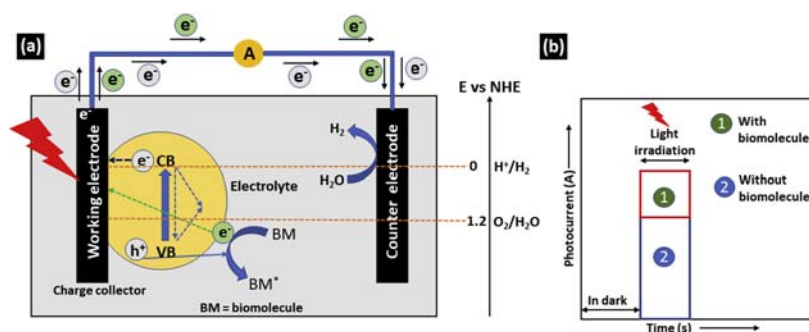 (a)
e-
e-
A
e-
e-
e-
e-
e-
e-
E vs NHE
e-
Working electrode
e-
CB
Electrolyte
VB
h+
e-
BM
BM*
Charge collector
BM = biomolecule
H2
H2O
Counter electrode
0 H+/H2
1.2 O2/H2O
(b)
Photocurrent (A)
Light
irradiation
1 With
biomolecule
2 Without
biomolecule
1
2
In dark
Time (s)